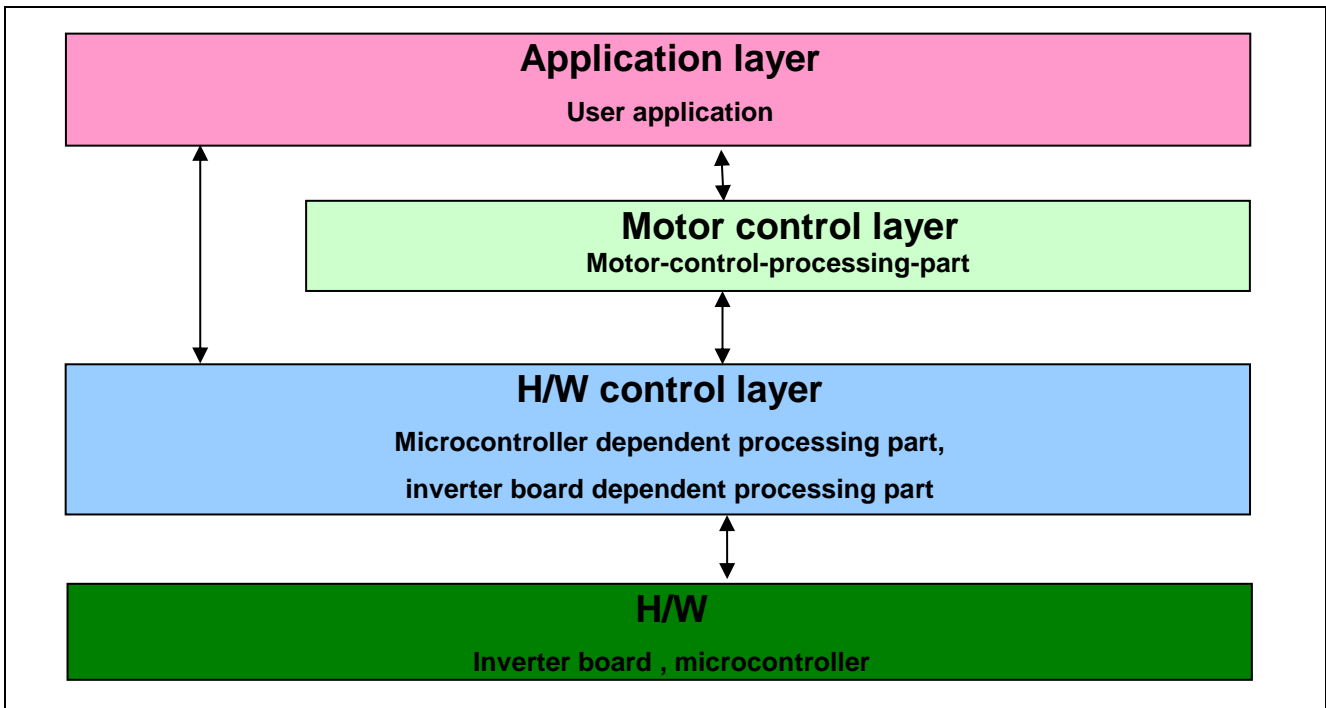 Application layer
User application
Motor control layer
Motor-control-processing-part
H/W control layer
Microcontroller dependent processing part,
inverter board dependent processing part
H/W
Inverter board , microcontroller